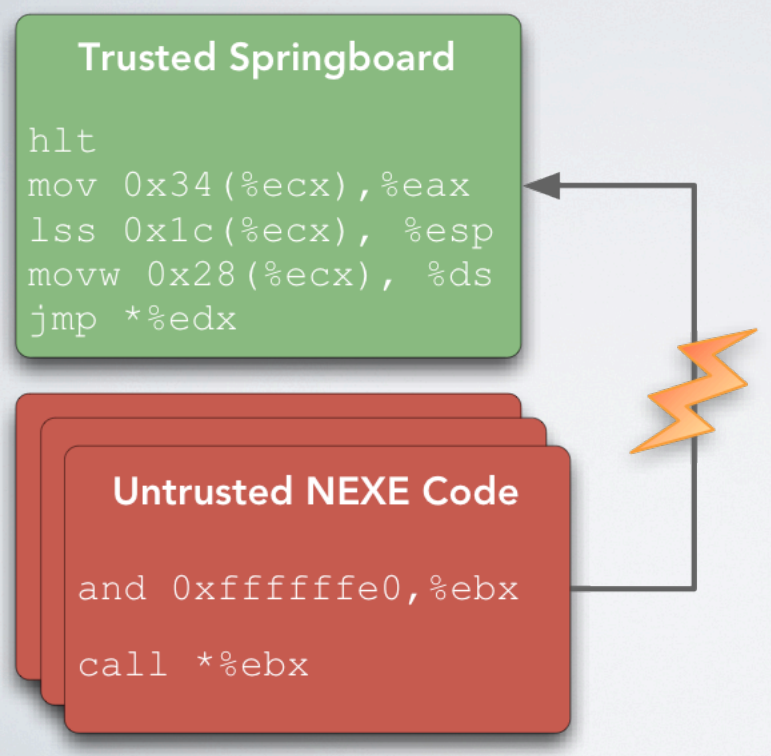 Trusted Springboard
hlt
mov 0x34(%ecx),%eax
lss 0x1c(%ecx), %esp
movw 0x28(%ecx), %ds
jmp *%edx
Untrusted NEXE Code
and 0xffffffe0,%ebx
call *%ebx